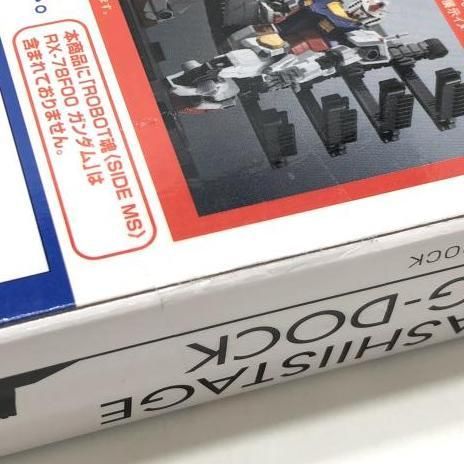 本商品に「ROBOT魂〈SIDE MS〉
RX-78F00 ガンダム」は
含まれておりません。
DOCK
G-DOCK
ASHIISTAGE